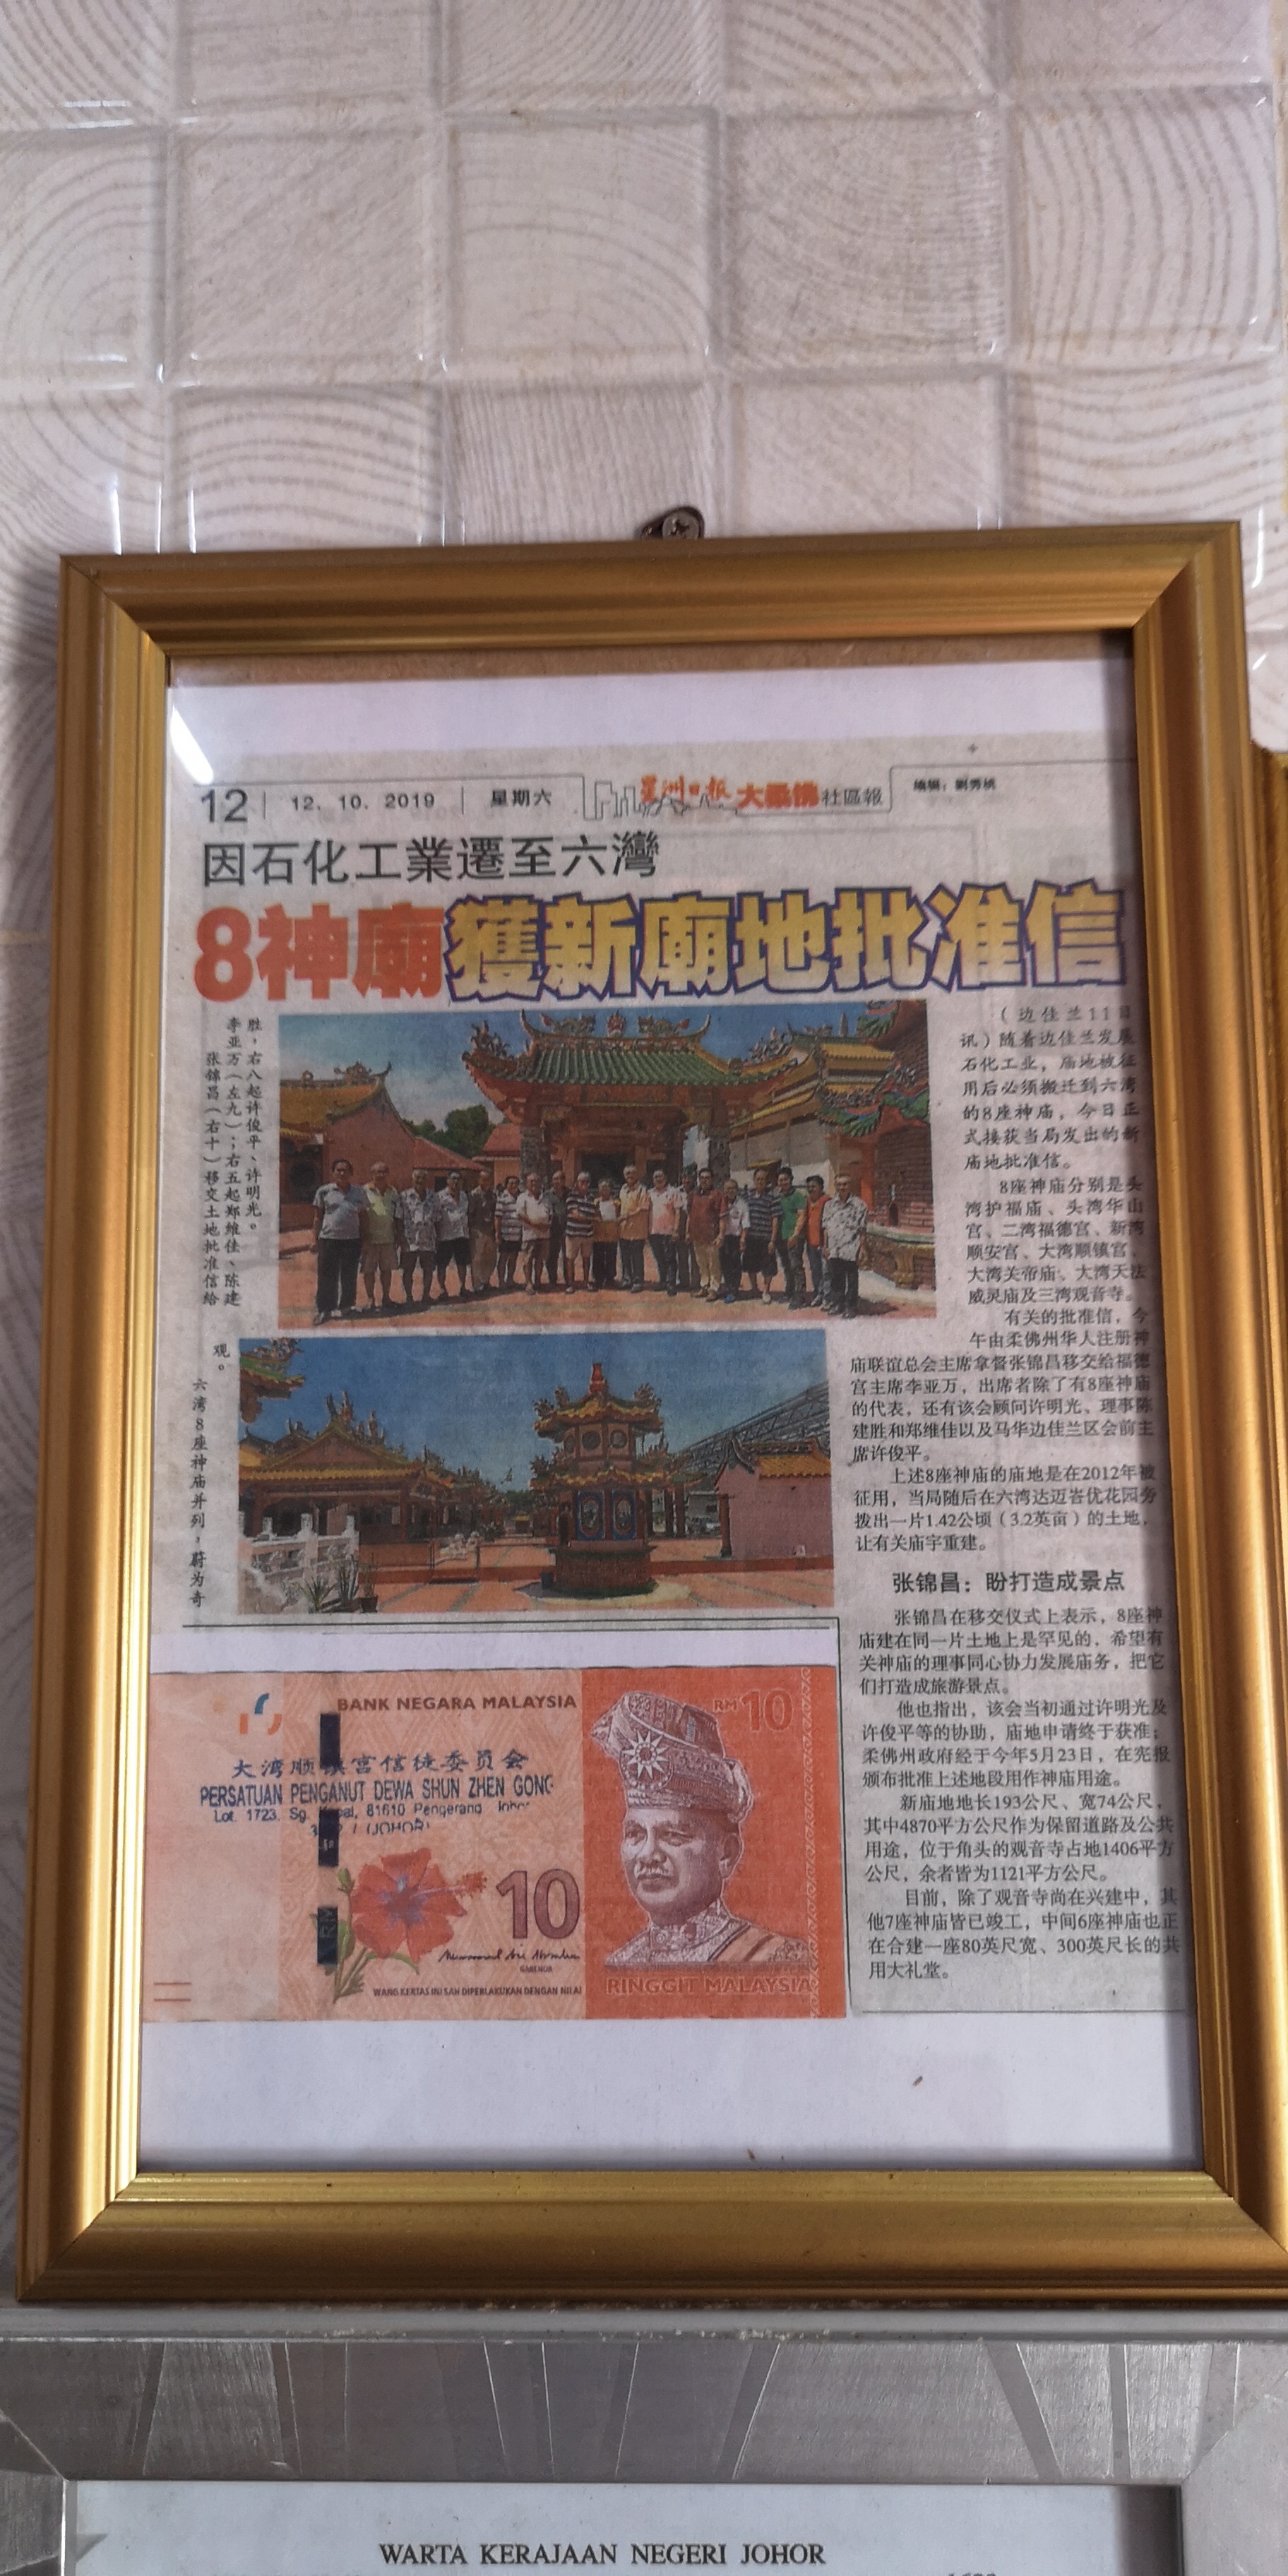 12 | 12. 10. 2019 | 星期六
星洲日報 大柔佛 社區報
编辑：劉秀桢
因石化工業遷至六灣
8神廟獲新廟地批准信
张锦昌（右十）移交土地批准信给
李亚万（左九）；右五起郑维佳、陈建
胜，右八起许俊平、许明光。
（边佳兰11日
讯）随着边佳兰发展
石化工业，庙地被征
用后必须搬迁到六湾
的8座神庙，今日正
式接获当局发出的新
庙地批准信。
8座神庙分别是头
湾护福庙、头湾华山
宫、二湾福德宫、新湾
顺安宫、大湾顺镇宫、
大湾关帝庙、大湾天法
威灵庙及三湾观音寺。
有关的批准信，今
午由柔佛州华人注册神
庙联谊总会主席拿督张锦昌移交给福德
宫主席李亚万，出席者除了有8座神庙
的代表，还有该会顾问许明光、理事陈
建胜和郑维佳以及马华边佳兰区会前主
席许俊平。
上述8座神庙的庙地是在2012年被
征用，当局随后在六湾达迈峇优花园旁
拨出一片1.42公顷（3.2英亩）的土地，
让有关庙宇重建。
张锦昌：盼打造成景点
张锦昌在移交仪式上表示，8座神
庙建在同一片土地上是罕见的，希望有
关神庙的理事同心协力发展庙务，把它
们打造成旅游景点。
他也指出，该会当初通过许明光及
许俊平等的协助，庙地申请终于获准；
柔佛州政府经于今年5月23日，在宪报
颁布批准上述地段用作神庙用途。
新庙地地长193公尺、宽74公尺，
其中4870平方公尺作为保留道路及公共
用途，位于角头的观音寺占地1406平方
公尺，余者皆为1121平方公尺。
目前，除了观音寺尚在兴建中，其
他7座神庙皆已竣工，中间6座神庙也正
在合建一座80英尺宽、300英尺长的共
用大礼堂。
六湾8座神庙并列，蔚为奇
观。
BANK NEGARA MALAYSIA
RM10
大湾顺镇宫信徒委员会
PERSATUAN PENGANUT DEWA SHUN ZHEN GONG
Lot. 1723. Sg. Kapal, 81610 Pengerang Johor
(JOHOR)
10
GABENOR
WANG KERTAS INI SAH DIPERLAKUKAN DENGAN NILAI
RINGGIT MALAYSIA
WARTA KERAJAAN NEGERI JOHOR